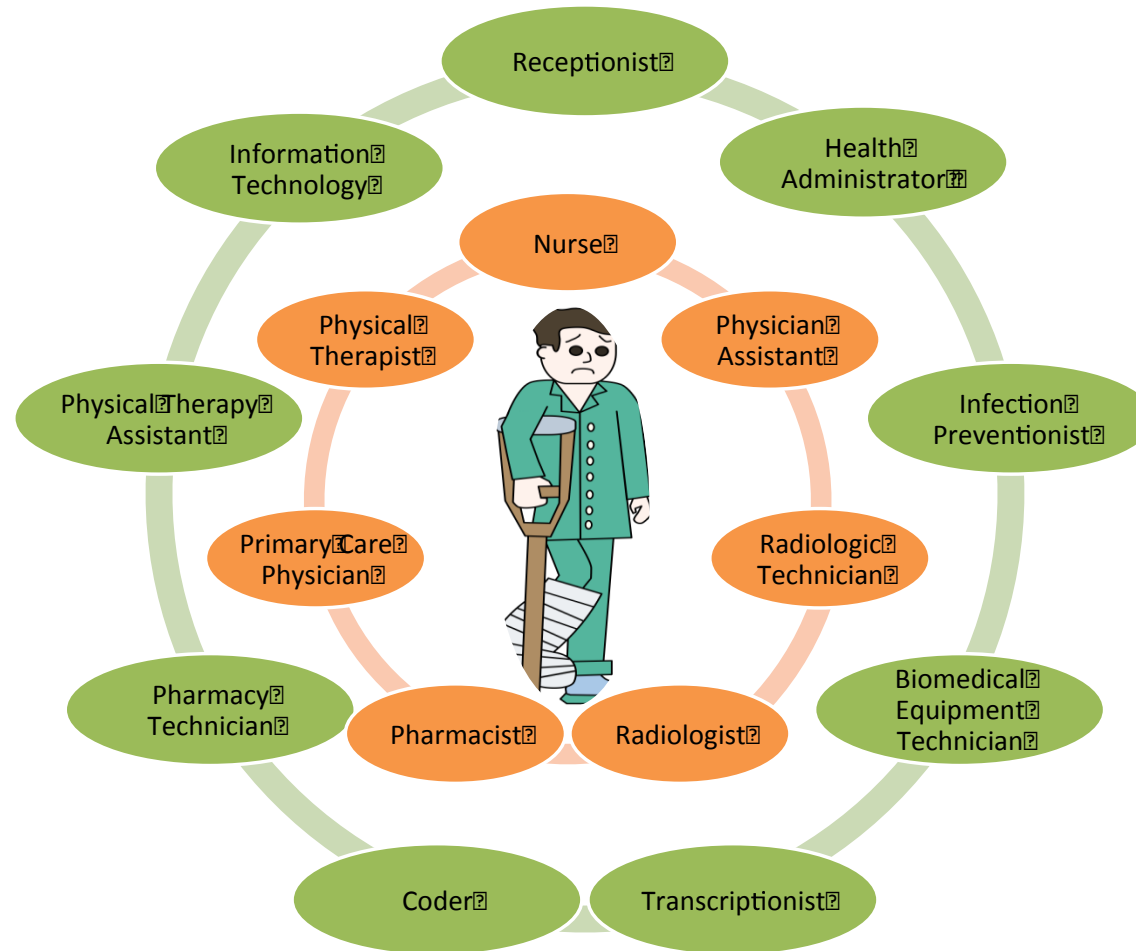 Receptionist
Information
Technology
Health
Administrator
Nurse
Physical
Therapist
Physician
Assistant
Physical Therapy
Assistant
Infection
Preventionist
Primary Care
Physician
Radiologic
Technician
Pharmacy
Technician
Biomedical
Equipment
Technician
Pharmacist
Radiologist
Coder
Transcriptionist